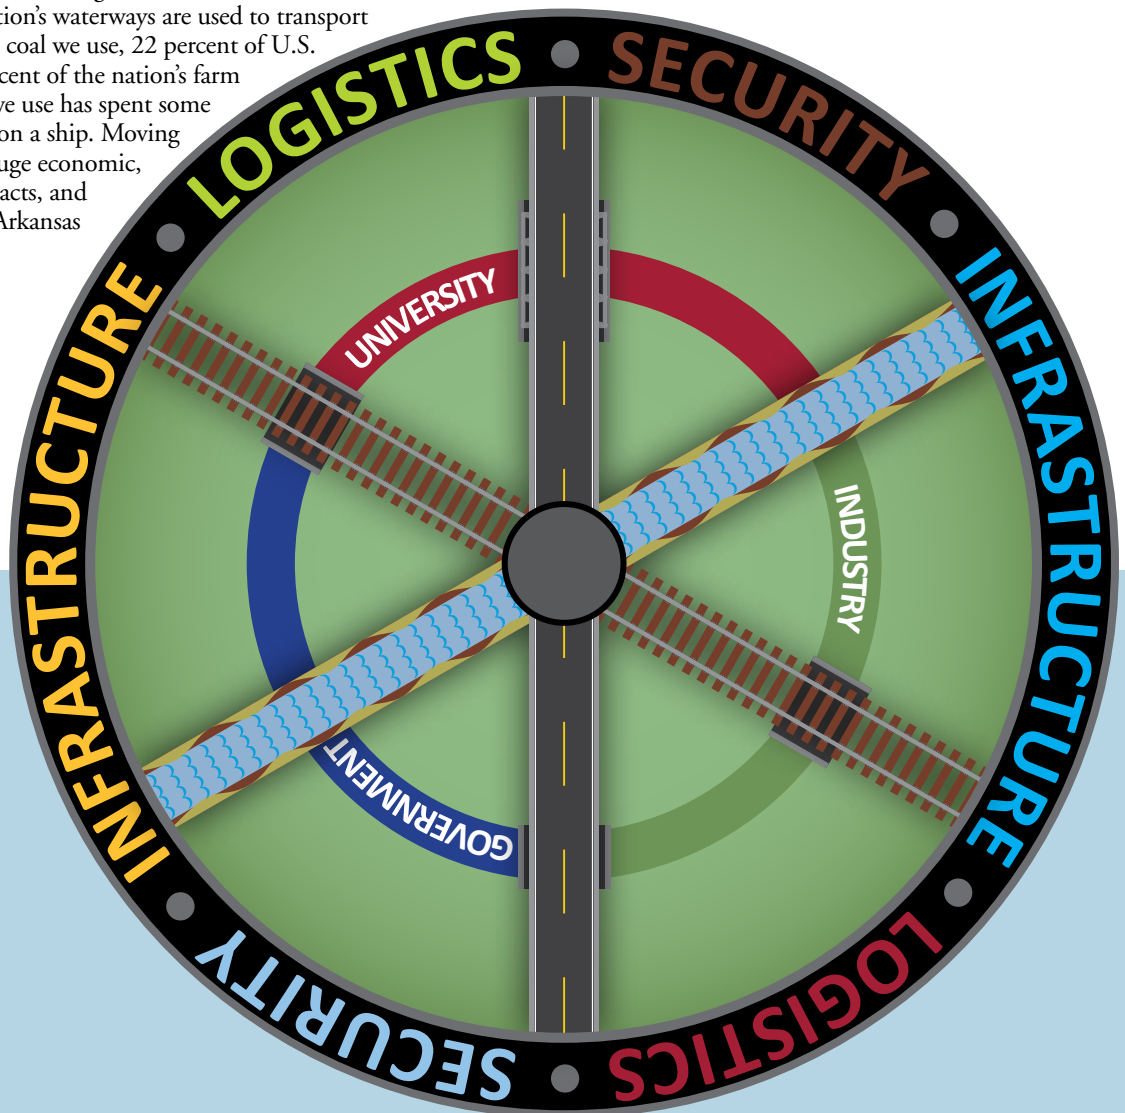 tion’s waterways are used to transport
coal we use, 22 percent of U.S.
cent of the nation’s farm
we use has spent some
on a ship. Moving
uge economic,
acts, and
Arkansas
LOGISTICS
SECURITY
INFRASTRUCTURE
LOGISTICS
SECURITY
INFRASTRUCTURE
UNIVERSITY
INDUSTRY
GOVERNMENT